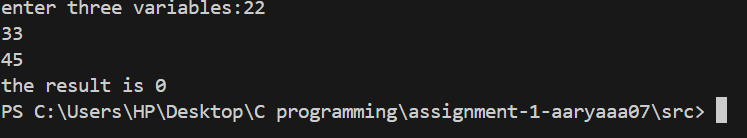 enter three variables:22
33
45
the result is 0
PS C:\Users\HP\Desktop\C programming\assignment-1-aaryaaa07\src>